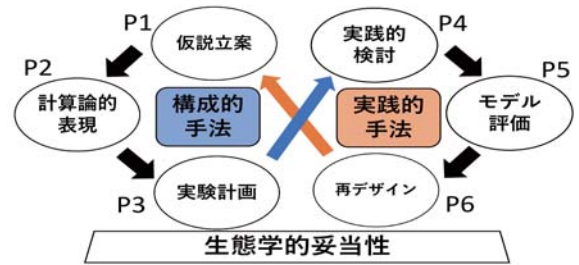 P1
仮説立案
P2
計算論的
表現
構成的
手法
P3
実験計画
実践的
検討
P4
P5
モデル
評価
実践的
手法
再デザイン
P6
生態学的妥当性